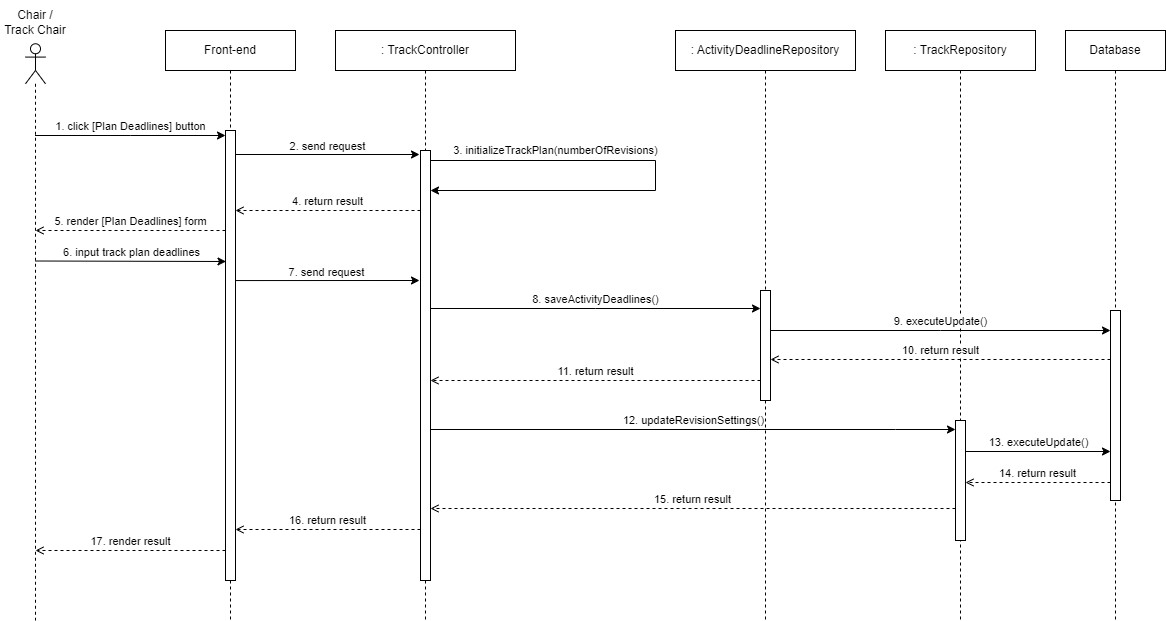 Chair /
Track Chair
Front-end
: TrackController
: ActivityDeadlineRepository
: TrackRepository
Database
1. click [Plan Deadlines] button
2. send request
3. initializeTrackPlan(numberOfRevisions)
4. return result
5. render [Plan Deadlines] form
6. input track plan deadlines
7. send request
8. saveActivityDeadlines()
9. executeUpdate()
10. return result
11. return result
12. updateRevisionSettings()
13. executeUpdate()
14. return result
15. return result
16. return result
17. render result